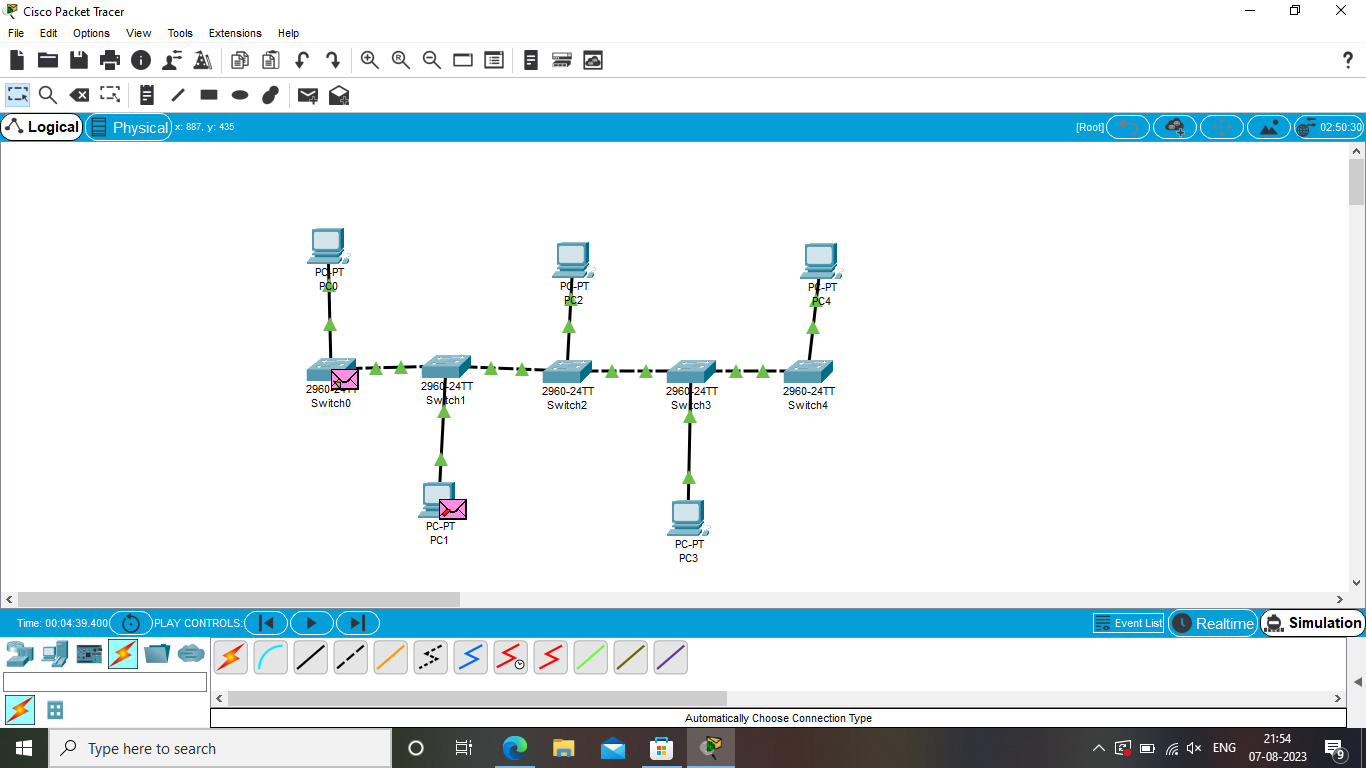 Cisco Packet Tracer
File Edit Options View Tools Extensions Help
?
Logical Physical x: 887, y: 435 [Root] 02:50:30
PC-PT
PC0
PC-PT
PC2
PC-PT
PC4
2960-24TT
Switch0
2960-24TT
Switch1
2960-24TT
Switch2
2960-24TT
Switch3
2960-24TT
Switch4
PC-PT
PC1
PC-PT
PC3
Time: 00:04:39.400 PLAY CONTROLS: Event List Realtime Simulation
Automatically Choose Connection Type
Type here to search
ENG
21:54
07-08-2023
9